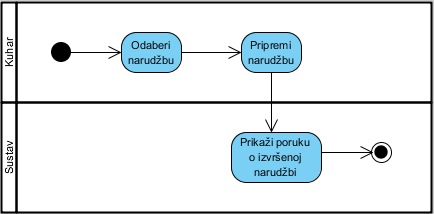 Kuhar
Odaberi
narudžbu
Pripremi
narudžbu
Sustav
Prikaži poruku
o izvršenoj
narudžbi